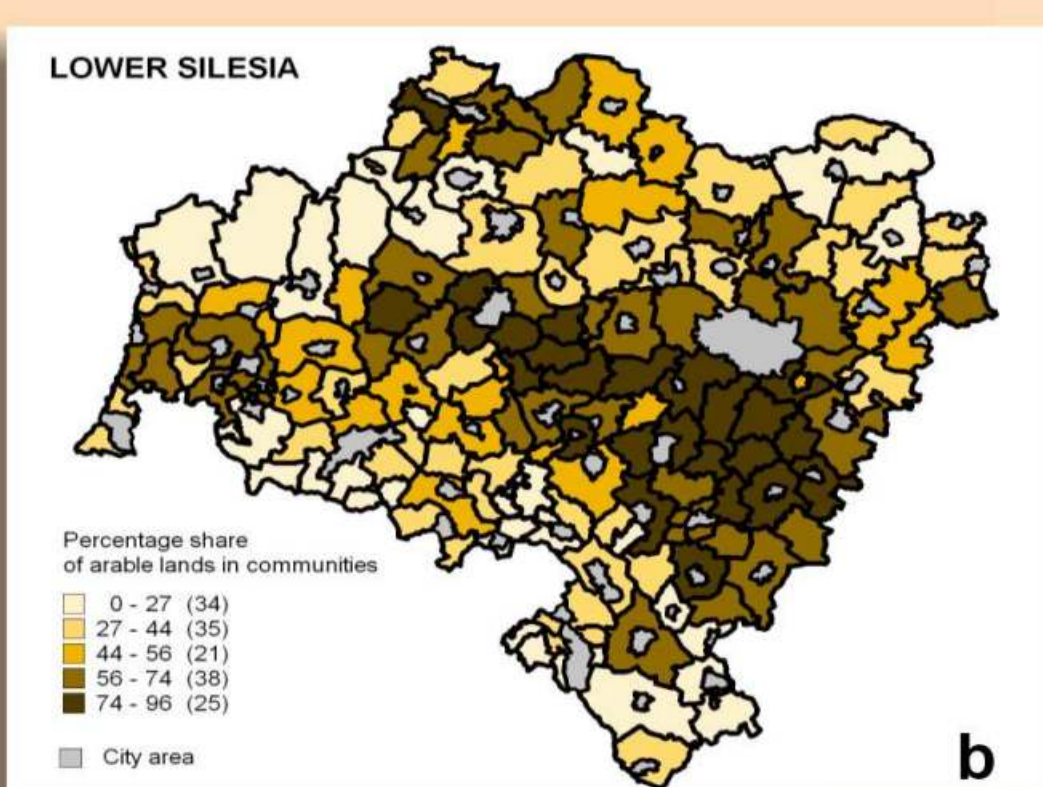 LOWER SILESIA
Percentage share
of arable lands in communities
0 - 27 (34)
27 - 44 (35)
44 - 56 (21)
56 - 74 (38)
74 - 96 (25)
City area
b